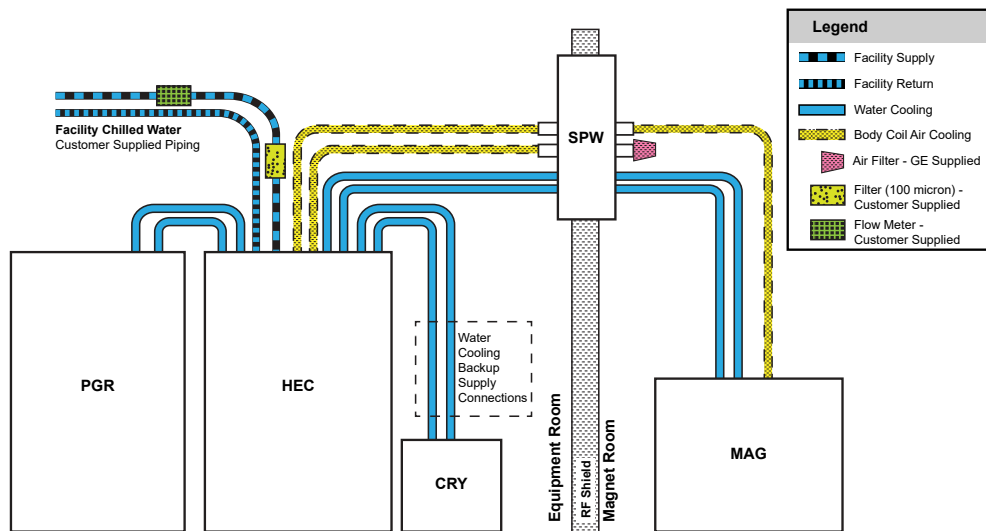 Legend
Facility Supply
Facility Return
Water Cooling
Body Coil Air Cooling
Air Filter - GE Supplied
Filter (100 micron) -
Customer Supplied
Flow Meter -
Customer Supplied
Facility Chilled Water
Customer Supplied Piping
SPW
PGR
HEC
Water
Cooling
Backup
Supply
Connections
CRY
Equipment Room
RF Shield
Magnet Room
MAG